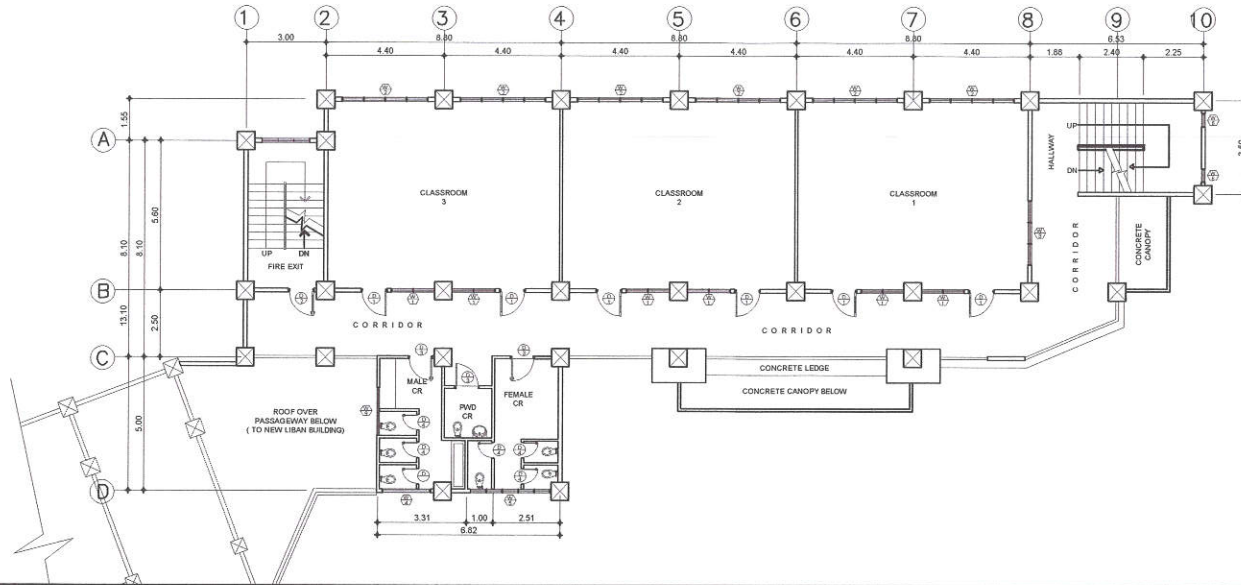 1 2 3 4 5 6 7 8 9 10
3.00 8.80 8.80 8.80 6.53
4.40 4.40 4.40 4.40 4.40 4.40 1.88 2.40 2.25
1.55
A
5.60
8.10
8.10
13.10
B
2.50
C
5.00
D
CLASSROOM
3
CLASSROOM
2
CLASSROOM
1
HALLWAY
UP
DN
UP
DN
FIRE EXIT
CORRIDOR
CONCRETE
CANOPY
CORRIDOR
CORRIDOR
MALE
CR
PWD
CR
FEMALE
CR
CONCRETE LEDGE
CONCRETE CANOPY BELOW
ROOF OVER
PASSAGEWAY BELOW
( TO NEW LIBAN BUILDING)
3.31 1.00 2.51
6.82